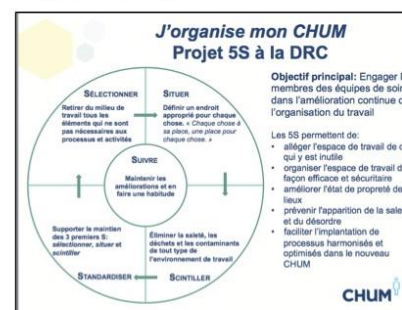 J'organise mon CHUM
Projet 5S à la DRC
SÉLECTIONNER
Retirer du milieu de
travail tous les
éléments qui ne sont
pas nécessaires aux
processus et activités
SITUER
Définir un endroit
approprié pour chaque
chose. « Chaque chose à
sa place, une place pour
chaque chose. »
SUIVRE
Maintenir les
améliorations et en
faire une habitude
Supporter le maintien
des 3 premiers S:
sélectionner, situer et
scintiller
STANDARDISER
Éliminer la saleté, les
déchets et les contaminants
de tout type de
l'environnement de travail
SCINTILLER
Objectif principal: Engager l
membres des équipes de soin
dans l'amélioration continue d
l'organisation du travail
Les 5S permettent de:
• alléger l'espace de travail de c
qui y est inutile
• organiser l'espace de travail d
façon efficace et sécuritaire
• améliorer l'état de propreté de
lieux
• prévenir l'apparition de la sale
et du désordre
• faciliter l'implantation de
processus harmonisés et
optimisés dans le nouveau
CHUM
CHUM